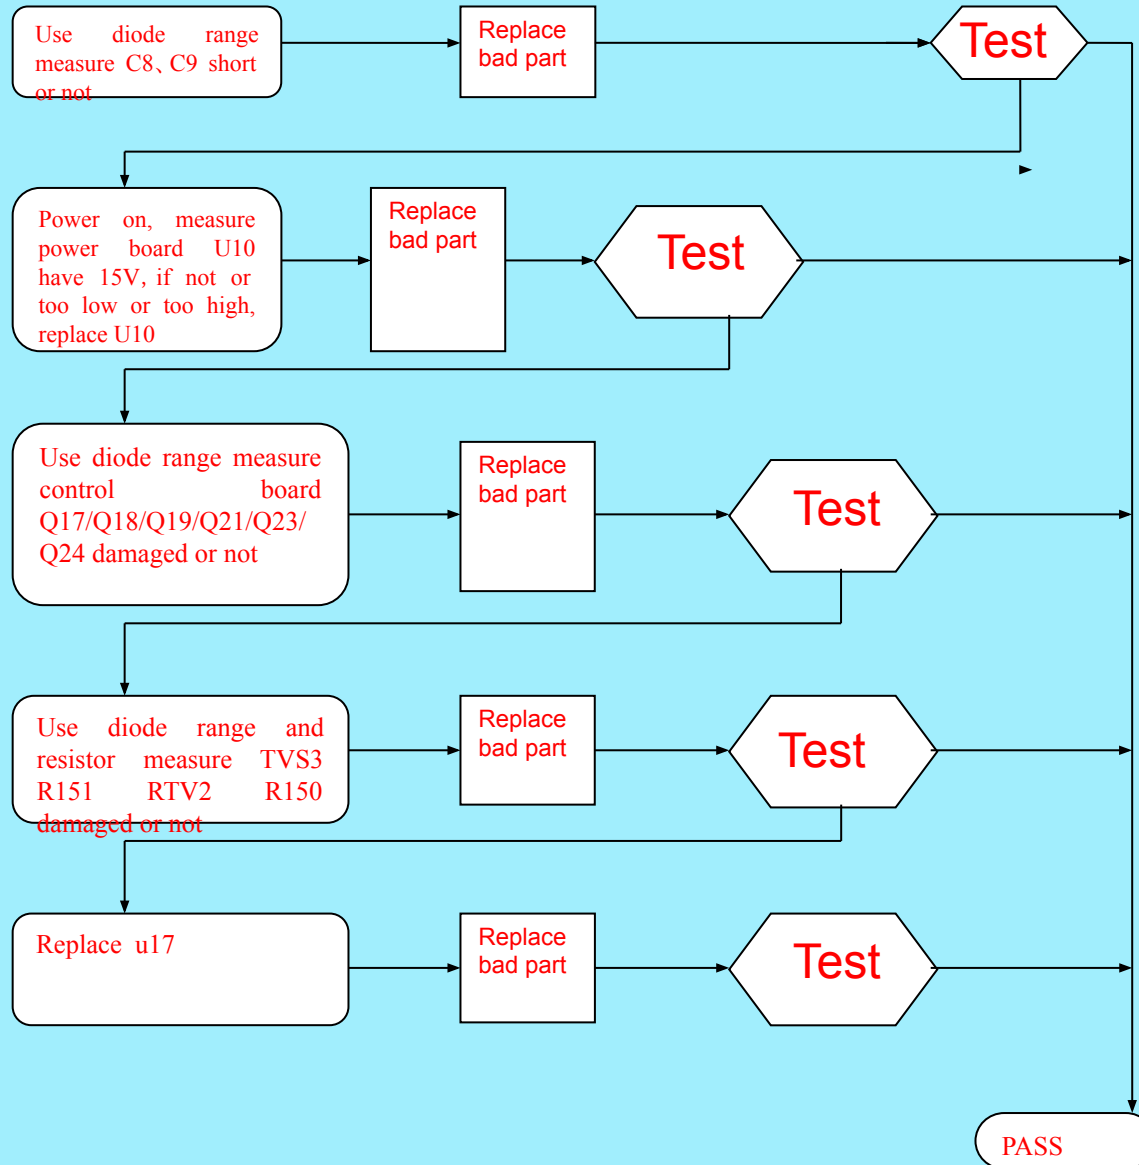 Use diode range
measure C8、C9 short
or not
Replace
bad part
Test
Power on, measure
power board U10
have 15V, if not or
too low or too high,
replace U10
Replace
bad part
Test
Use diode range measure
control board
Q17/Q18/Q19/Q21/Q23/
Q24 damaged or not
Replace
bad part
Test
Use diode range and
resistor measure TVS3
R151 RTV2 R150
damaged or not
Replace
bad part
Test
Replace u17
Replace
bad part
Test
PASS